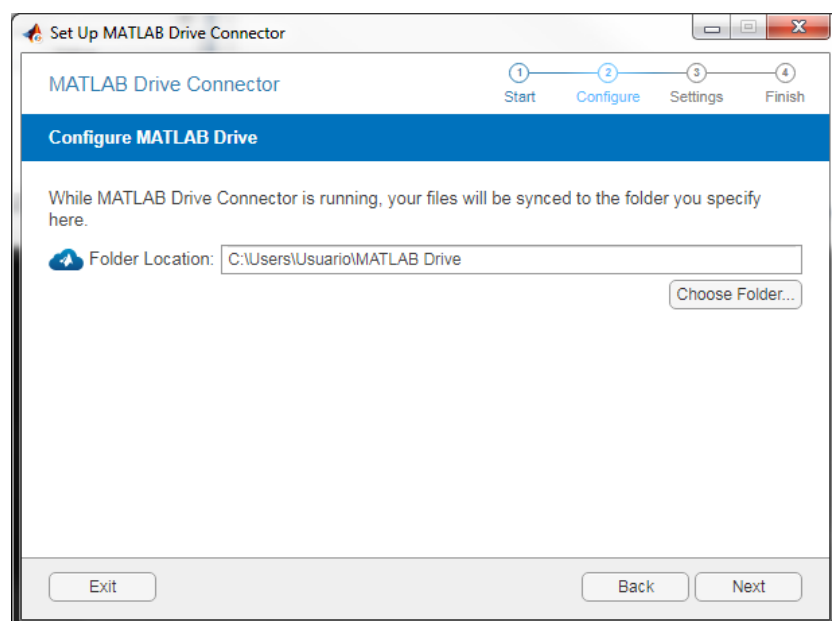 Set Up MATLAB Drive Connector
MATLAB Drive Connector
1 2 3 4
Start Configure Settings Finish
Configure MATLAB Drive
While MATLAB Drive Connector is running, your files will be synced to the folder you specify
here.
Folder Location: C:\Users\Usuario\MATLAB Drive
Choose Folder...
Exit Back Next